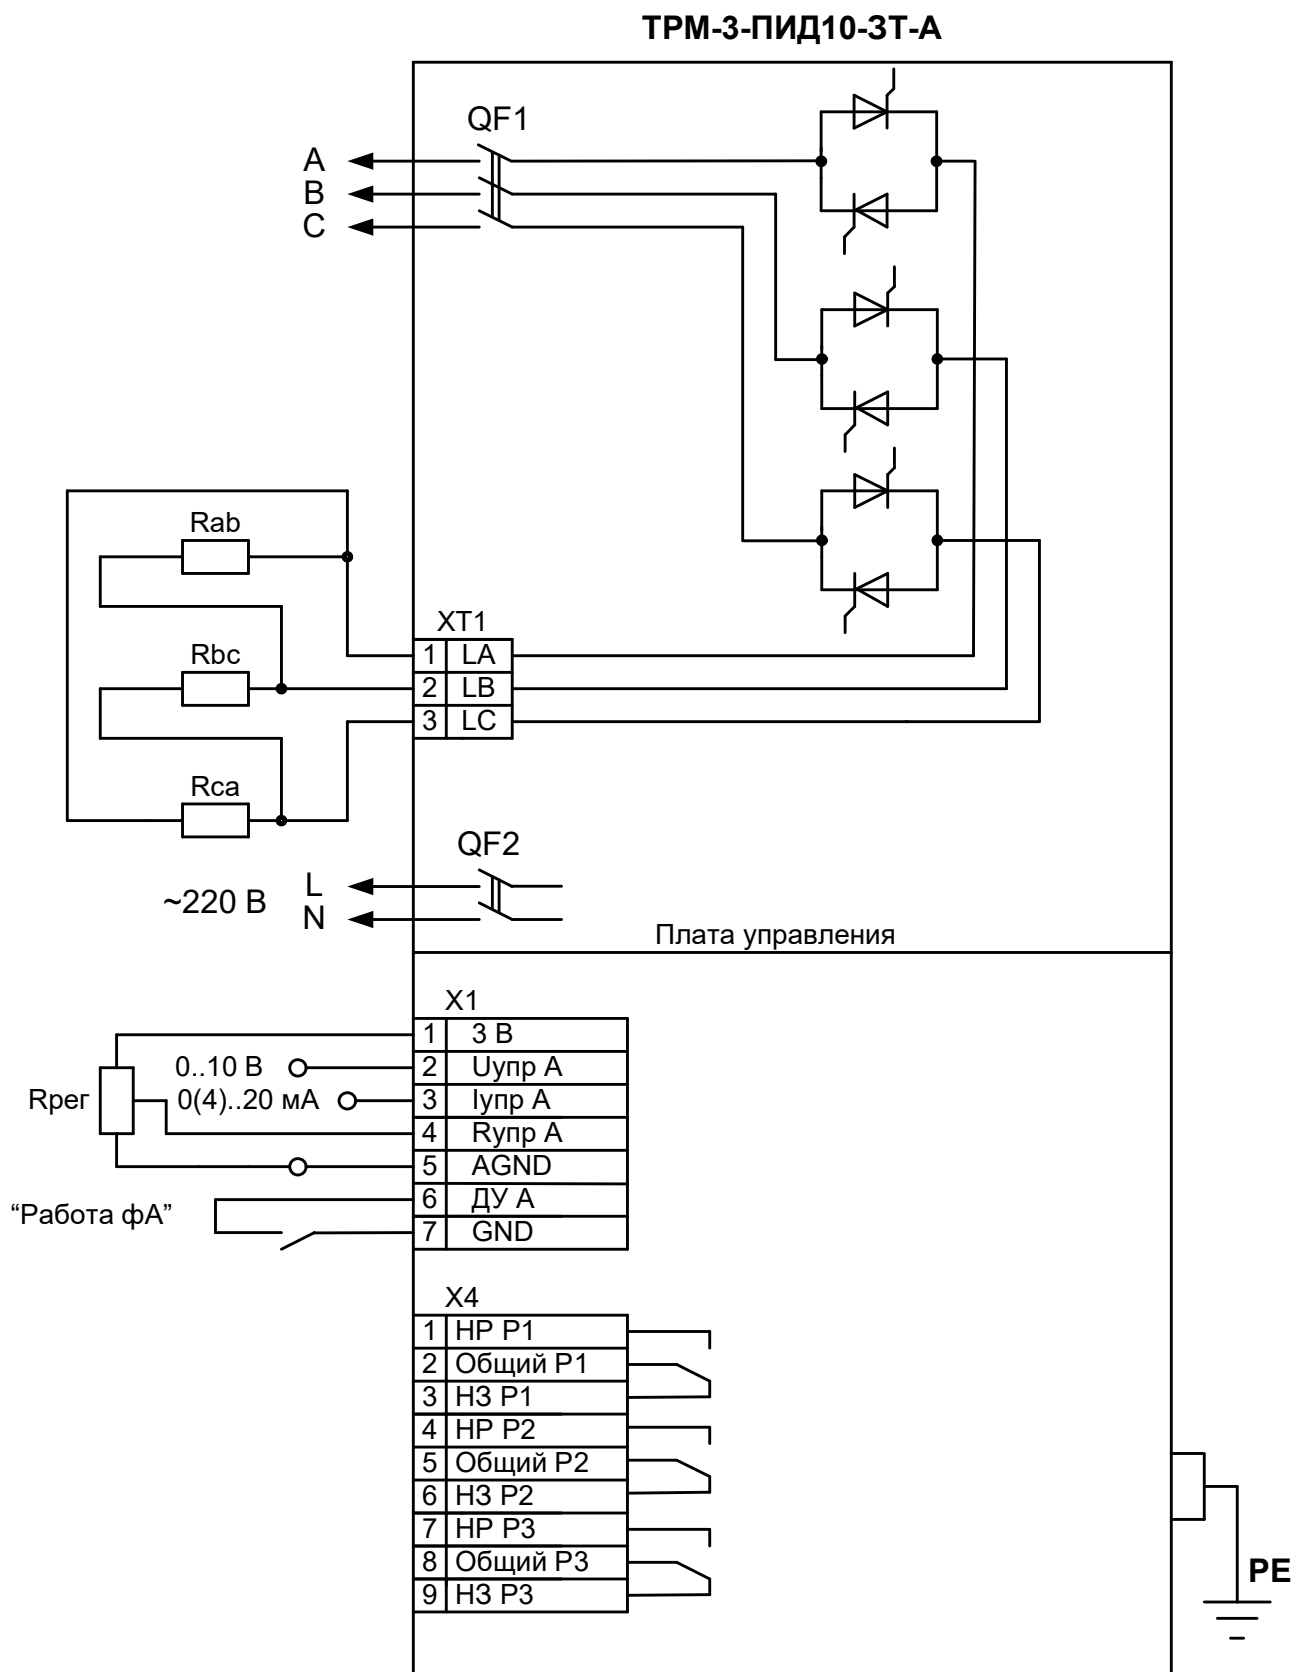 ТРМ-3-ПИД10-3Т-А
QF1
A
B
C
Rab
Rbc
Rca
XT1
1 LA
2 LB
3 LC
QF2
~220 В
L
N
Плата управления
X1
1 3 В
0..10 В 2 Uупр А
Rрег 0(4)..20 мА 3 Iупр А
4 Rупр А
5 AGND
6 ДУ А
“Работа фА”
7 GND
X4
1 НР Р1
2 Общий Р1
3 НЗ Р1
4 НР Р2
5 Общий Р2
6 НЗ Р2
7 НР Р3
8 Общий Р3
9 НЗ Р3
PE